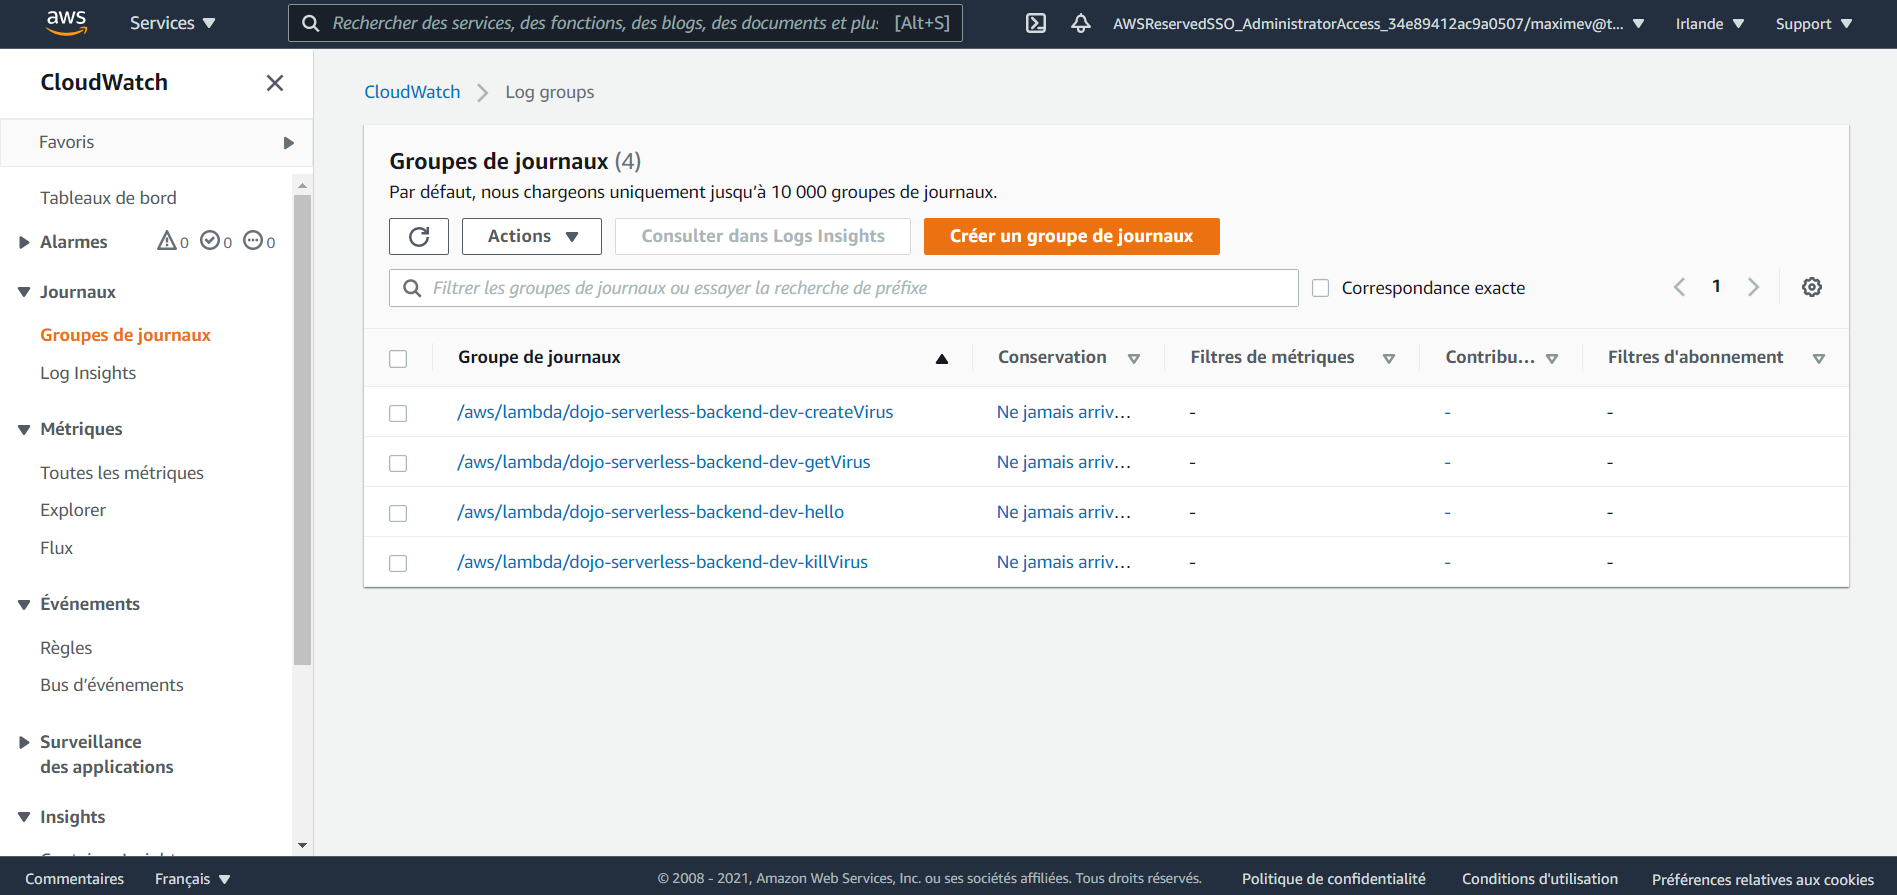 aws Services Rechercher des services, des fonctions, des blogs, des documents et plus [Alt+S] AWSReservedSSO_AdministratorAccess_34e89412ac9a0507/maximev@t... Irlande Support
CloudWatch
Favoris
Tableaux de bord
Alarmes 0 0 0
Journaux
Groupes de journaux
Log Insights
Métriques
Toutes les métriques
Explorer
Flux
Événements
Règles
Bus d’événements
Surveillance
des applications
Insights
CloudWatch Log groups
Groupes de journaux (4)
Par défaut, nous chargeons uniquement jusqu’à 10 000 groupes de journaux.
Actions Consulter dans Logs Insights Créer un groupe de journaux
Filtrer les groupes de journaux ou essayer la recherche de préfixe Correspondance exacte 1
Groupe de journaux Conservation Filtres de métriques Contribu... Filtres d'abonnement
/aws/lambda/dojo-serverless-backend-dev-createVirus Ne jamais arriv... - - -
/aws/lambda/dojo-serverless-backend-dev-getVirus Ne jamais arriv... - - -
/aws/lambda/dojo-serverless-backend-dev-hello Ne jamais arriv... - - -
/aws/lambda/dojo-serverless-backend-dev-killVirus Ne jamais arriv... - - -
Commentaires Français © 2008 - 2021, Amazon Web Services, Inc. ou ses sociétés affiliées. Tous droits réservés. Politique de confidentialité Conditions d'utilisation Préférences relatives aux cookies